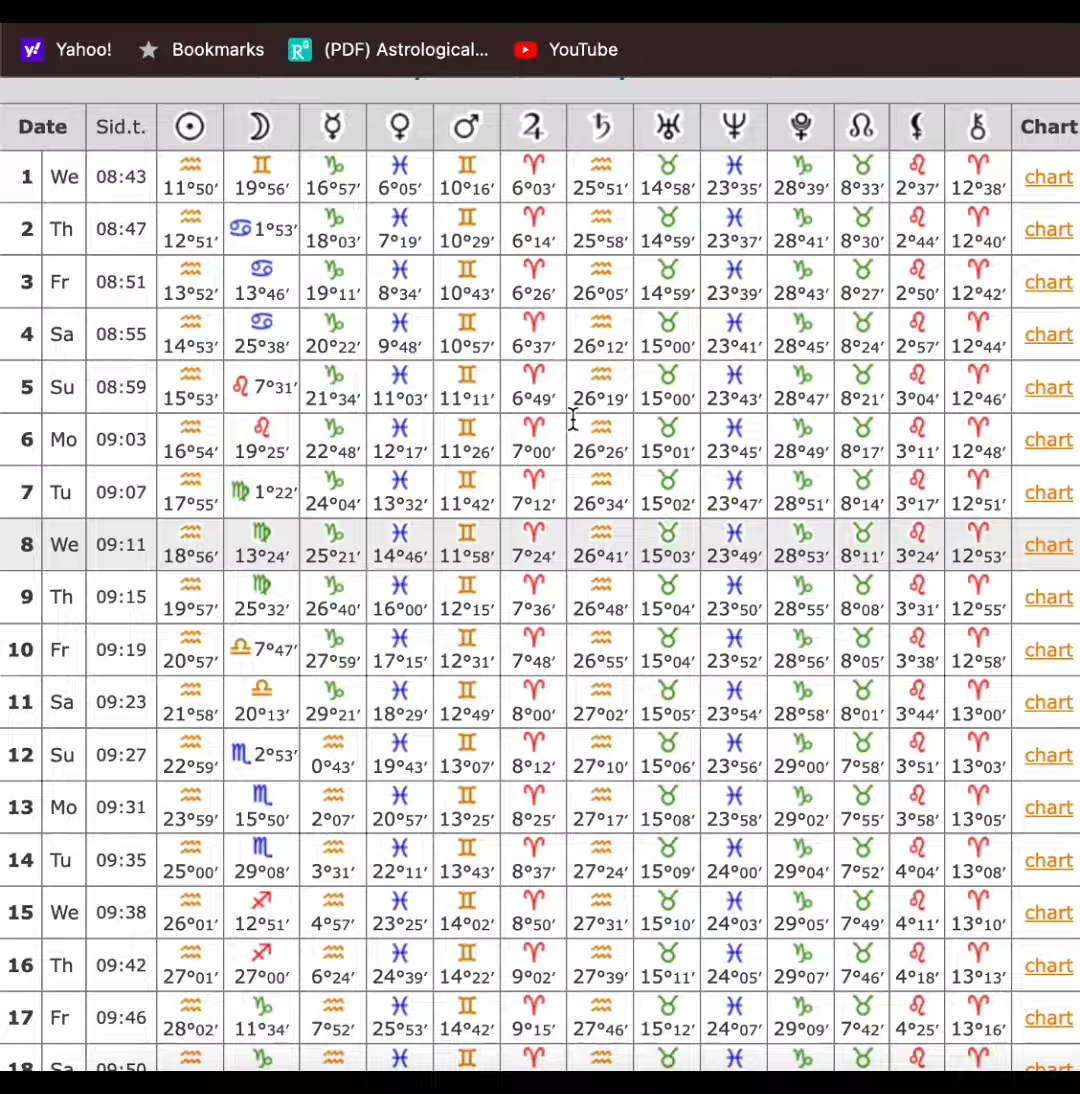 y! Yahoo! ★ Bookmarks RG (PDF) Astrological... YouTube
Date Sid.t. ☉ ☽ ☿ ♀ ♂ ♃ ♄ ♅ ♆ ♇ ☊ ⚸ ⚷ Chart
1 We 08:43 ♒ 11°50′ ♊ 19°56′ ♑ 16°57′ ♓ 6°05′ ♊ 10°16′ ♈ 6°03′ ♒ 25°51′ ♉ 14°58′ ♓ 23°35′ ♑ 28°39′ ♉ 8°33′ ♌ 2°37′ ♈ 12°38′ chart
2 Th 08:47 ♒ 12°51′ ♋ 1°53′ ♑ 18°03′ ♓ 7°19′ ♊ 10°29′ ♈ 6°14′ ♒ 25°58′ ♉ 14°59′ ♓ 23°37′ ♑ 28°41′ ♉ 8°30′ ♌ 2°44′ ♈ 12°40′ chart
3 Fr 08:51 ♒ 13°52′ ♋ 13°46′ ♑ 19°11′ ♓ 8°34′ ♊ 10°43′ ♈ 6°26′ ♒ 26°05′ ♉ 14°59′ ♓ 23°39′ ♑ 28°43′ ♉ 8°27′ ♌ 2°50′ ♈ 12°42′ chart
4 Sa 08:55 ♒ 14°53′ ♋ 25°38′ ♑ 20°22′ ♓ 9°48′ ♊ 10°57′ ♈ 6°37′ ♒ 26°12′ ♉ 15°00′ ♓ 23°41′ ♑ 28°45′ ♉ 8°24′ ♌ 2°57′ ♈ 12°44′ chart
5 Su 08:59 ♒ 15°53′ ♌ 7°31′ ♑ 21°34′ ♓ 11°03′ ♊ 11°11′ ♈ 6°49′ ♒ 26°19′ ♉ 15°00′ ♓ 23°43′ ♑ 28°47′ ♉ 8°21′ ♌ 3°04′ ♈ 12°46′ chart
6 Mo 09:03 ♒ 16°54′ ♌ 19°25′ ♑ 22°48′ ♓ 12°17′ ♊ 11°26′ ♈ 7°00′ ♒ 26°26′ ♉ 15°01′ ♓ 23°45′ ♑ 28°49′ ♉ 8°17′ ♌ 3°11′ ♈ 12°48′ chart
7 Tu 09:07 ♒ 17°55′ ♍ 1°22′ ♑ 24°04′ ♓ 13°32′ ♊ 11°42′ ♈ 7°12′ ♒ 26°34′ ♉ 15°02′ ♓ 23°47′ ♑ 28°51′ ♉ 8°14′ ♌ 3°17′ ♈ 12°51′ chart
8 We 09:11 ♒ 18°56′ ♍ 13°24′ ♑ 25°21′ ♓ 14°46′ ♊ 11°58′ ♈ 7°24′ ♒ 26°41′ ♉ 15°03′ ♓ 23°49′ ♑ 28°53′ ♉ 8°11′ ♌ 3°24′ ♈ 12°53′ chart
9 Th 09:15 ♒ 19°57′ ♍ 25°32′ ♑ 26°40′ ♓ 16°00′ ♊ 12°15′ ♈ 7°36′ ♒ 26°48′ ♉ 15°04′ ♓ 23°50′ ♑ 28°55′ ♉ 8°08′ ♌ 3°31′ ♈ 12°55′ chart
10 Fr 09:19 ♒ 20°57′ ♎ 7°47′ ♑ 27°59′ ♓ 17°15′ ♊ 12°31′ ♈ 7°48′ ♒ 26°55′ ♉ 15°04′ ♓ 23°52′ ♑ 28°56′ ♉ 8°05′ ♌ 3°38′ ♈ 12°58′ chart
11 Sa 09:23 ♒ 21°58′ ♎ 20°13′ ♑ 29°21′ ♓ 18°29′ ♊ 12°49′ ♈ 8°00′ ♒ 27°02′ ♉ 15°05′ ♓ 23°54′ ♑ 28°58′ ♉ 8°01′ ♌ 3°44′ ♈ 13°00′ chart
12 Su 09:27 ♒ 22°59′ ♏ 2°53′ ♒ 0°43′ ♓ 19°43′ ♊ 13°07′ ♈ 8°12′ ♒ 27°10′ ♉ 15°06′ ♓ 23°56′ ♑ 29°00′ ♉ 7°58′ ♌ 3°51′ ♈ 13°03′ chart
13 Mo 09:31 ♒ 23°59′ ♏ 15°50′ ♒ 2°07′ ♓ 20°57′ ♊ 13°25′ ♈ 8°25′ ♒ 27°17′ ♉ 15°08′ ♓ 23°58′ ♑ 29°02′ ♉ 7°55′ ♌ 3°58′ ♈ 13°05′ chart
14 Tu 09:35 ♒ 25°00′ ♏ 29°08′ ♒ 3°31′ ♓ 22°11′ ♊ 13°43′ ♈ 8°37′ ♒ 27°24′ ♉ 15°09′ ♓ 24°00′ ♑ 29°04′ ♉ 7°52′ ♌ 4°04′ ♈ 13°08′ chart
15 We 09:38 ♒ 26°01′ ♐ 12°51′ ♒ 4°57′ ♓ 23°25′ ♊ 14°02′ ♈ 8°50′ ♒ 27°31′ ♉ 15°10′ ♓ 24°03′ ♑ 29°05′ ♉ 7°49′ ♌ 4°11′ ♈ 13°10′ chart
16 Th 09:42 ♒ 27°01′ ♐ 27°00′ ♒ 6°24′ ♓ 24°39′ ♊ 14°22′ ♈ 9°02′ ♒ 27°39′ ♉ 15°11′ ♓ 24°05′ ♑ 29°07′ ♉ 7°46′ ♌ 4°18′ ♈ 13°13′ chart
17 Fr 09:46 ♒ 28°02′ ♑ 11°34′ ♒ 7°52′ ♓ 25°53′ ♊ 14°42′ ♈ 9°15′ ♒ 27°46′ ♉ 15°12′ ♓ 24°07′ ♑ 29°09′ ♉ 7°42′ ♌ 4°25′ ♈ 13°16′ chart
18 Sa 09:50 ♒ ♑ ♒ ♓ ♊ ♈ ♒ ♉ ♓ ♑ ♉ ♌ ♈ chart